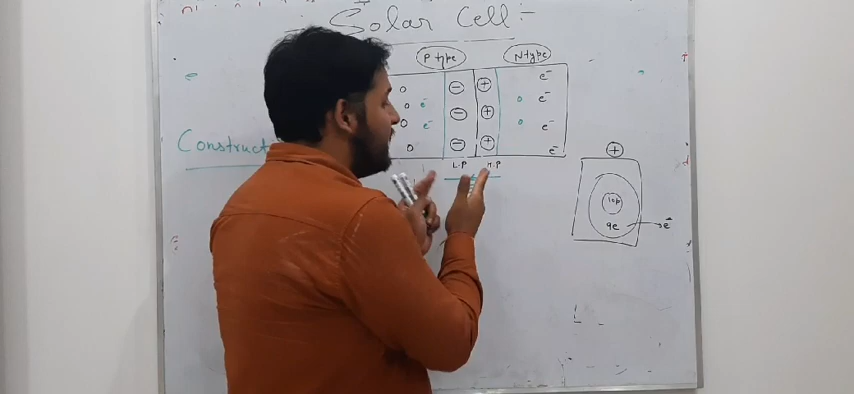 Solar Cell :-
P type N type
o - + e-
o e- - + o e-
o e- + o e-
o - + e-
Construct
L.P H.P
+
10p
9e → e-